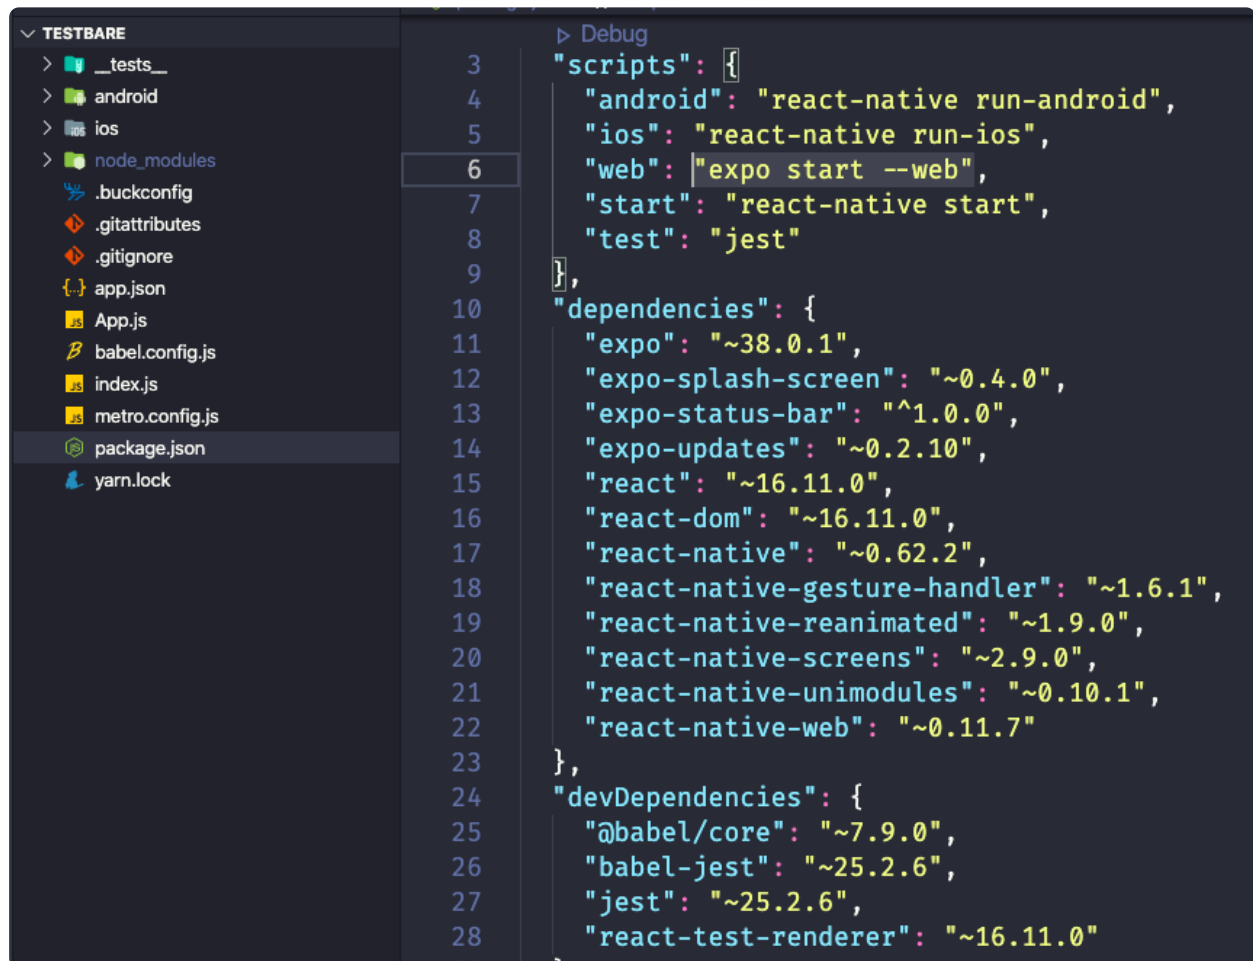 TESTBARE
__tests__
android
ios
node_modules
.buckconfig
.gitattributes
.gitignore
app.json
App.js
babel.config.js
index.js
metro.config.js
package.json
yarn.lock
Debug
3 "scripts": {
4 "android": "react-native run-android",
5 "ios": "react-native run-ios",
6 "web": "expo start --web",
7 "start": "react-native start",
8 "test": "jest"
9 },
10 "dependencies": {
11 "expo": "~38.0.1",
12 "expo-splash-screen": "~0.4.0",
13 "expo-status-bar": "^1.0.0",
14 "expo-updates": "~0.2.10",
15 "react": "~16.11.0",
16 "react-dom": "~16.11.0",
17 "react-native": "~0.62.2",
18 "react-native-gesture-handler": "~1.6.1",
19 "react-native-reanimated": "~1.9.0",
20 "react-native-screens": "~2.9.0",
21 "react-native-unimodules": "~0.10.1",
22 "react-native-web": "~0.11.7"
23 },
24 "devDependencies": {
25 "@babel/core": "~7.9.0",
26 "babel-jest": "~25.2.6",
27 "jest": "~25.2.6",
28 "react-test-renderer": "~16.11.0"